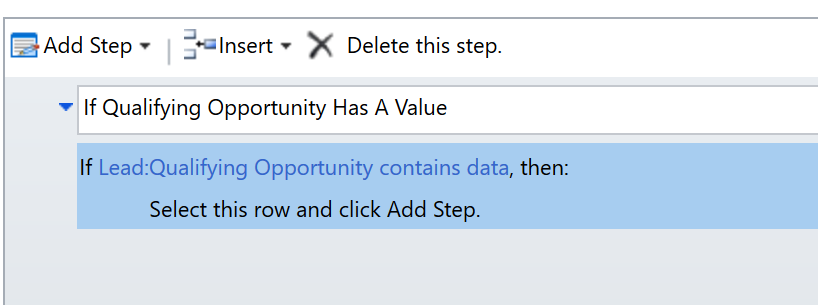 Add Step Insert Delete this step.
If Qualifying Opportunity Has A Value
If Lead:Qualifying Opportunity contains data, then:
Select this row and click Add Step.